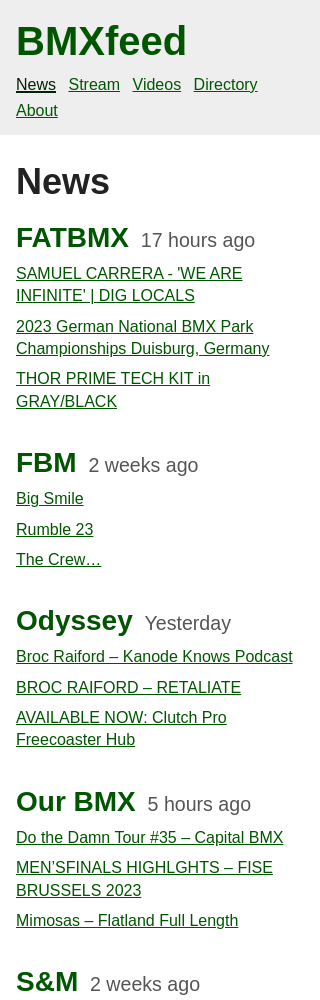 BMXfeed
News Stream Videos Directory
About
News
FATBMX 17 hours ago
SAMUEL CARRERA - 'WE ARE
INFINITE' | DIG LOCALS
2023 German National BMX Park
Championships Duisburg, Germany
THOR PRIME TECH KIT in
GRAY/BLACK
FBM 2 weeks ago
Big Smile
Rumble 23
The Crew…
Odyssey Yesterday
Broc Raiford – Kanode Knows Podcast
BROC RAIFORD – RETALIATE
AVAILABLE NOW: Clutch Pro
Freecoaster Hub
Our BMX 5 hours ago
Do the Damn Tour #35 – Capital BMX
MEN’SFINALS HIGHLGHTS – FISE
BRUSSELS 2023
Mimosas – Flatland Full Length
S&M 2 weeks ago